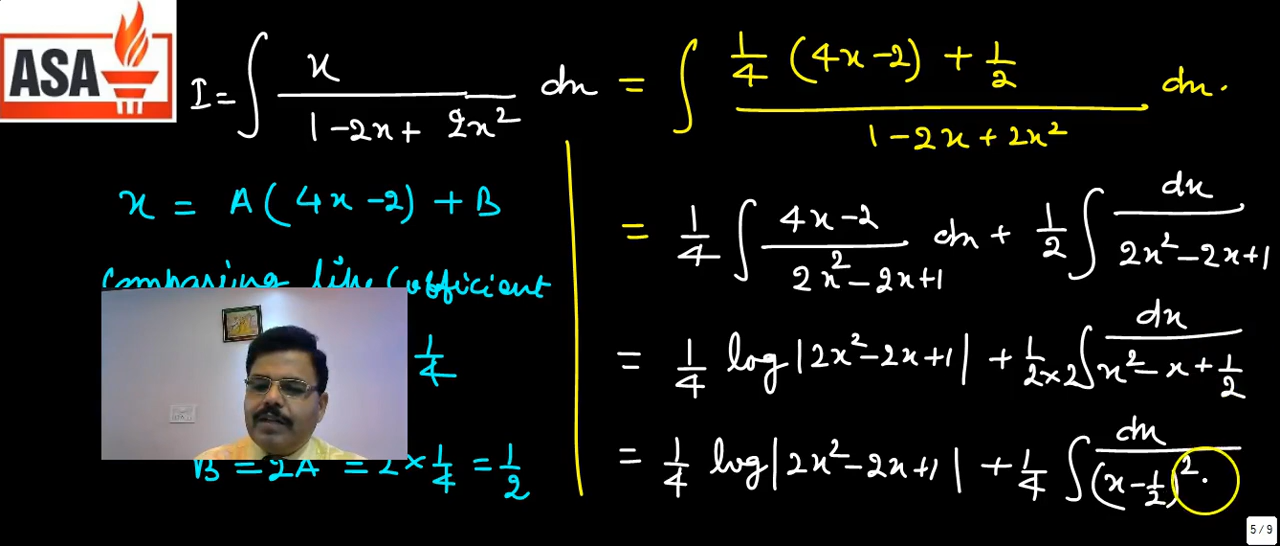 ASA
I = ∫ x / (1 - 2x + 2x²) dx = ∫ (1/4 (4x - 2) + 1/2) / (1 - 2x + 2x²) dx.
x = A(4x - 2) + B
Comparing like Coefficient
1/4
B = 2A = 2 × 1/4 = 1/2
= 1/4 ∫ (4x - 2) / (2x² - 2x + 1) dx + 1/2 ∫ dx / (2x² - 2x + 1)
= 1/4 log|2x² - 2x + 1| + 1/(2×2) ∫ dx / (x² - x + 1/2)
= 1/4 log|2x² - 2x + 1| + 1/4 ∫ dx / (x - 1/2)²
5 / 9